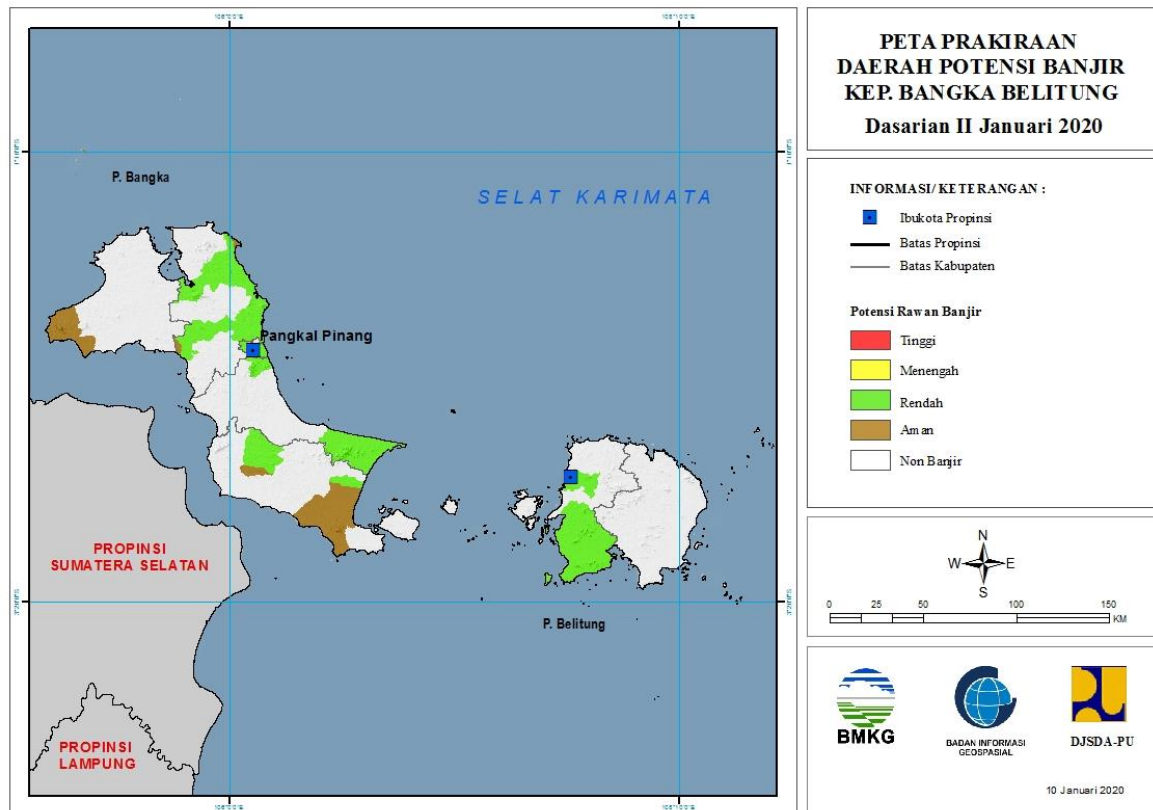 PETA PRAKIRAAN
DAERAH POTENSI BANJIR
KEP. BANGKA BELITUNG
Dasarian II Januari 2020
P. Bangka
SELAT KARIMATA
Pangkal Pinang
PROPINSI
SUMATERA SELATAN
P. Belitung
PROPINSI
LAMPUNG
INFORMASI/ KETERANGAN :
Ibukota Propinsi
Batas Propinsi
Batas Kabupaten
Potensi Rawan Banjir
Tinggi
Menengah
Rendah
Aman
Non Banjir
N
W E
S
0 25 50 100 150
KM
BMKG
BADAN INFORMASI
GEOSPASIAL
DJSDA-PU
10 Januari 2020